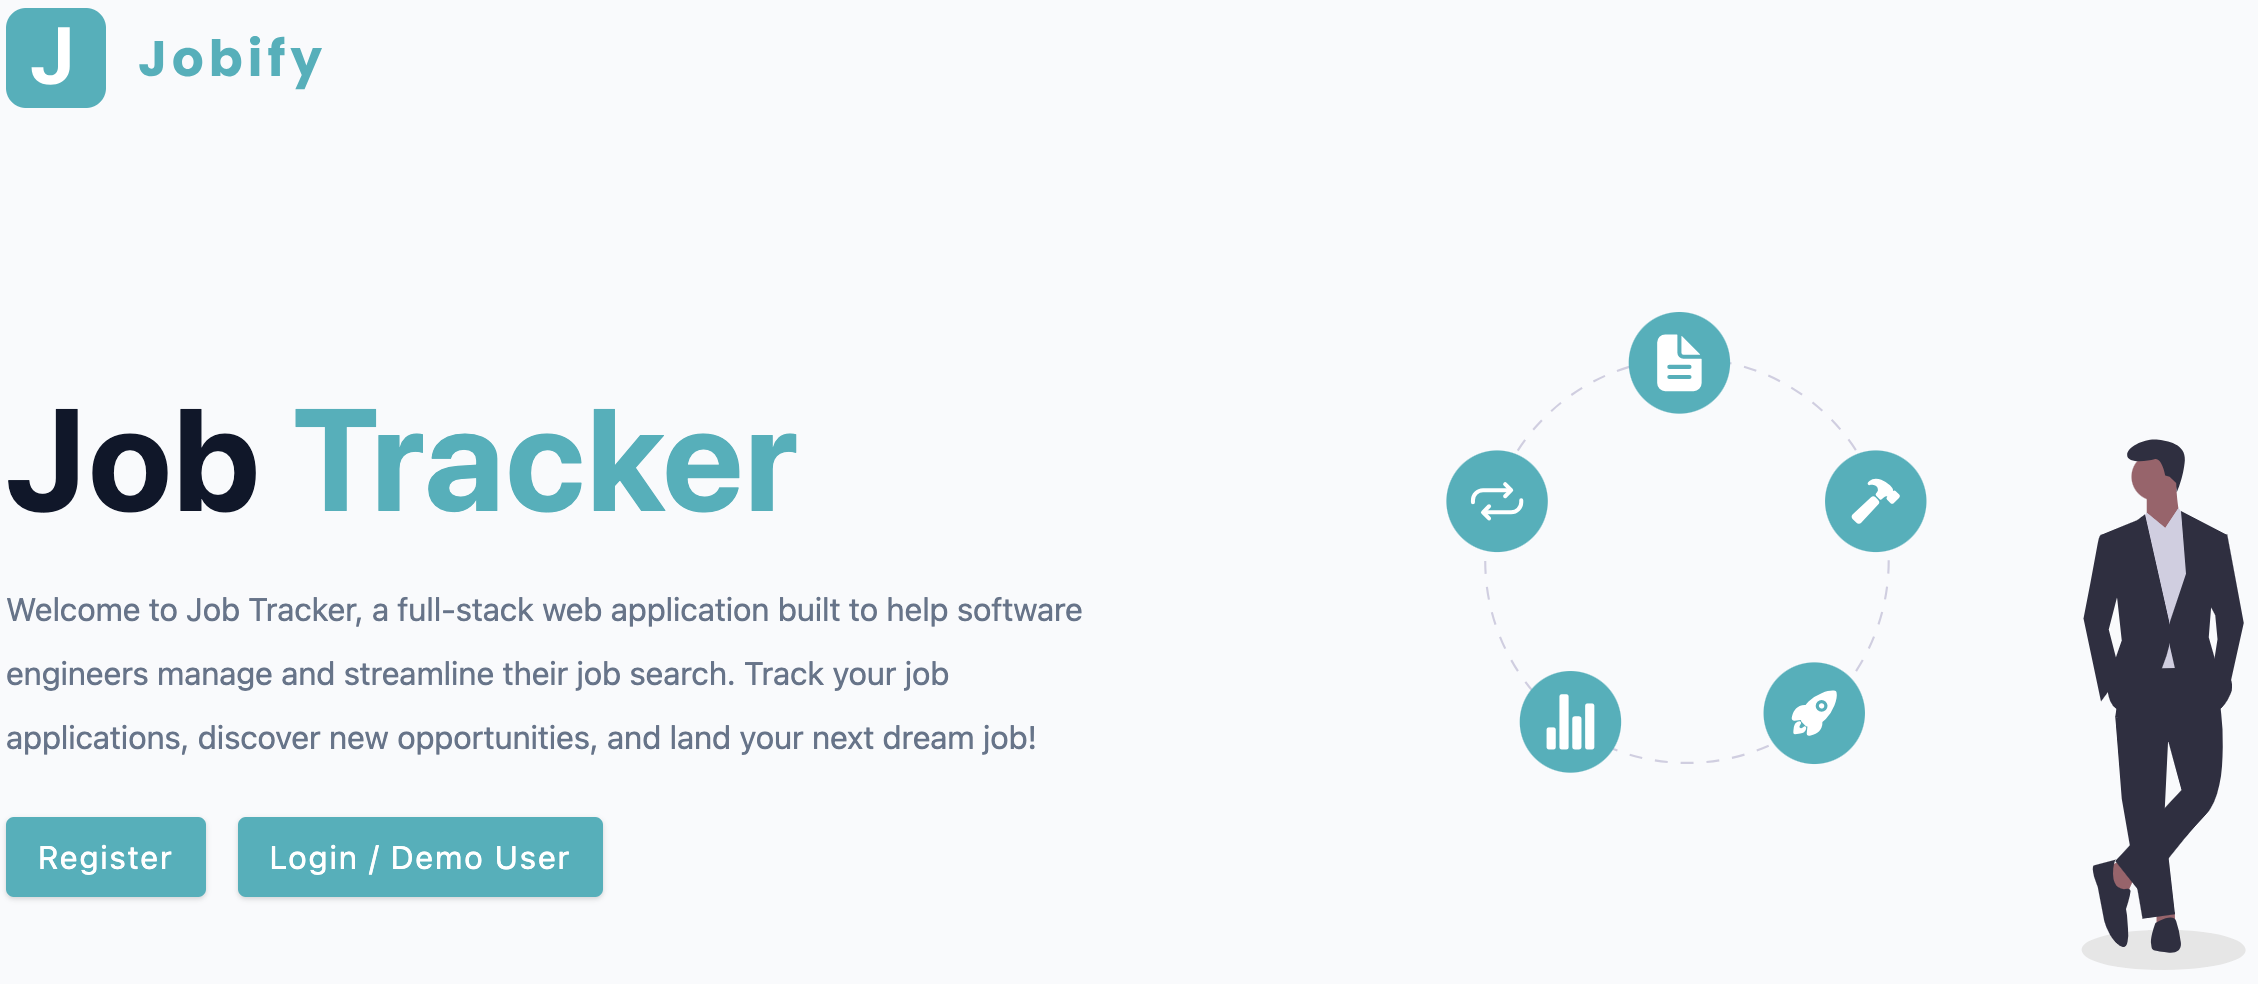 J Jobify
Job Tracker
Welcome to Job Tracker, a full-stack web application built to help software
engineers manage and streamline their job search. Track your job
applications, discover new opportunities, and land your next dream job!
Register Login / Demo User